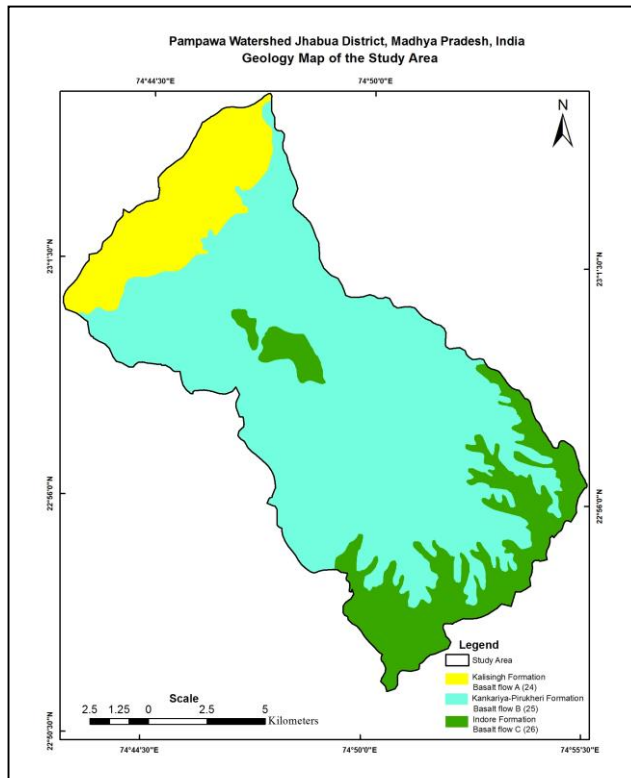 Pampawa Watershed Jhabua District, Madhya Pradesh, India
Geology Map of the Study Area
74°44'30"E 74°50'0"E
N
23°1'30"N 23°1'30"N
22°56'0"N 22°56'0"N
Legend
Study Area
Kalisingh Formation
Basalt flow A (24)
Kankariya-Pirukheri Formation
Basalt flow B (25)
Indore Formation
Basalt flow C (26)
Scale
2.5 1.25 0 2.5 5
Kilometers
22°50'30"N
74°44'30"E 74°50'0"E 74°55'30"E